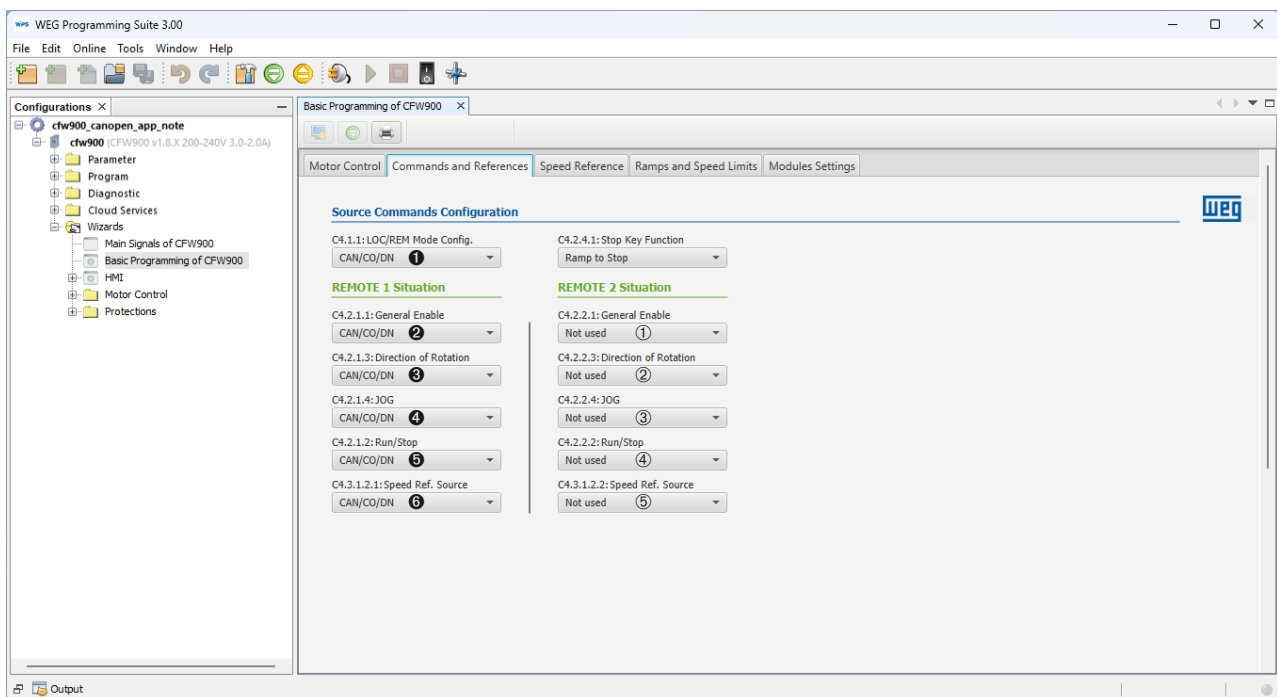 WPS WEG Programming Suite 3.00
File Edit Online Tools Window Help
Configurations
Basic Programming of CFW900
cfw900_canopen_app_note
cfw900 (CFW900 v1.8.X 200-240V 3.0-2.0A)
Parameter
Program
Diagnostic
Cloud Services
Wizards
Main Signals of CFW900
Basic Programming of CFW900
HMI
Motor Control
Protections
Motor Control Commands and References Speed Reference Ramps and Speed Limits Modules Settings
Source Commands Configuration
weg
C4.1.1: LOC/REM Mode Config. C4.2.4.1: Stop Key Function
CAN/CO/DN ❶ Ramp to Stop
REMOTE 1 Situation REMOTE 2 Situation
C4.2.1.1: General Enable C4.2.2.1: General Enable
CAN/CO/DN ❷ Not used ①
C4.2.1.3: Direction of Rotation C4.2.2.3: Direction of Rotation
CAN/CO/DN ❸ Not used ②
C4.2.1.4: JOG C4.2.2.4: JOG
CAN/CO/DN ❹ Not used ③
C4.2.1.2: Run/Stop C4.2.2.2: Run/Stop
CAN/CO/DN ❺ Not used ④
C4.3.1.2.1: Speed Ref. Source C4.3.1.2.2: Speed Ref. Source
CAN/CO/DN ❻ Not used ⑤
Output